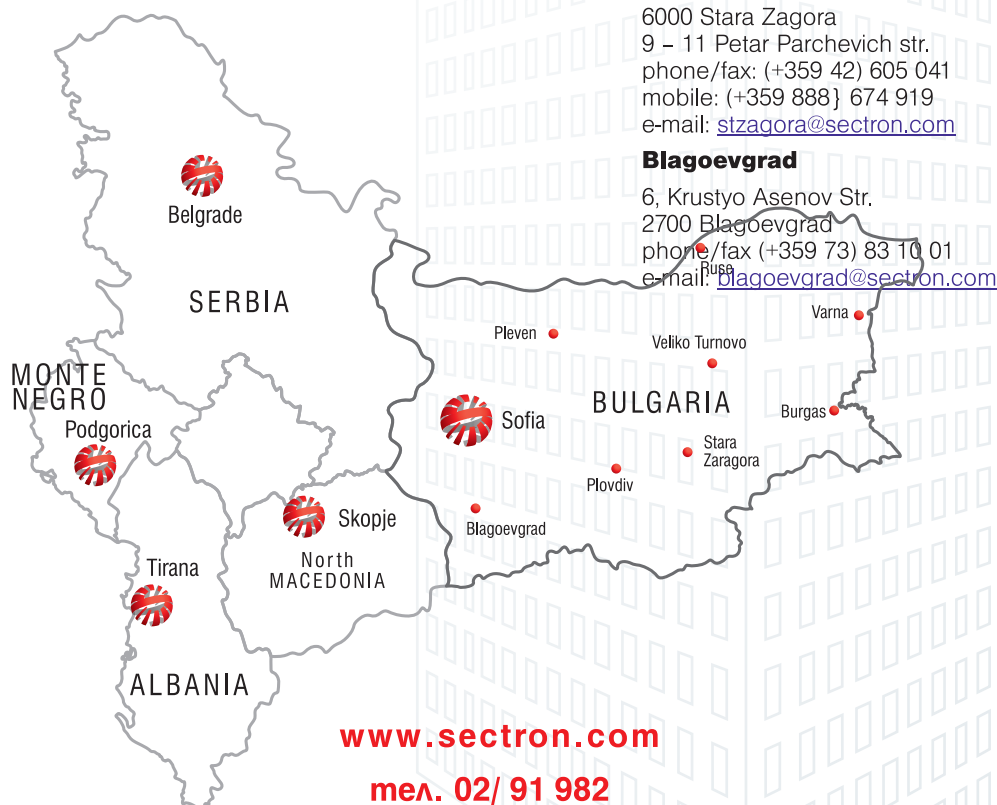 6000 Stara Zagora
9 – 11 Petar Parchevich str.
phone/fax: (+359 42) 605 041
mobile: (+359 888} 674 919
e-mail: stzagora@sectron.com
Blagoevgrad
6, Krustyo Asenov Str.
2700 Blagoevgrad
phone/fax (+359 73) 83 10 01
e-mail: blagoevgrad@sectron.com
Belgrade
SERBIA
MONTE
NEGRO
Podgorica
Tirana
ALBANIA
Skopje
North
MACEDONIA
Ruse
Varna
Pleven
Veliko Turnovo
BULGARIA
Sofia
Burgas
Stara
Zaragora
Plovdiv
Blagoevgrad
www.sectron.com
тел. 02/ 91 982